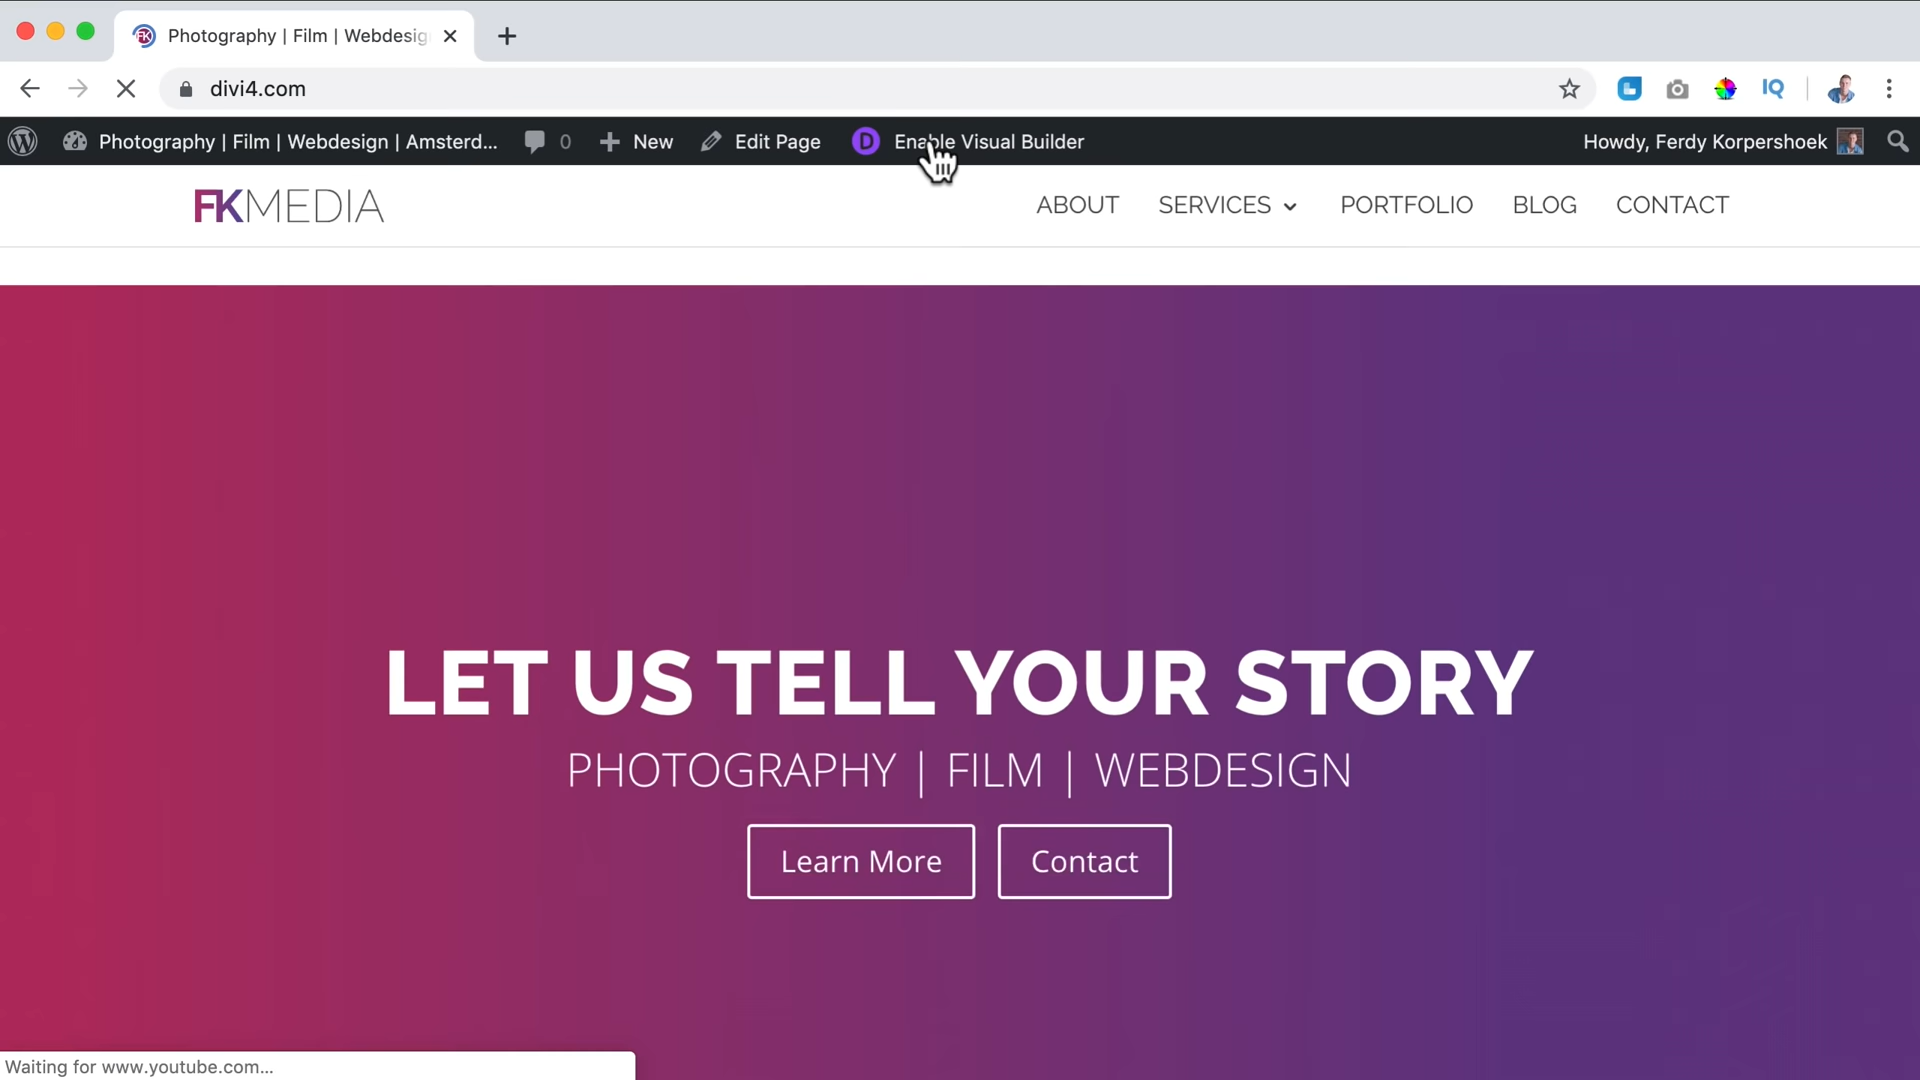 Photography | Film | Webdesig
divi4.com
IQ
Photography | Film | Webdesign | Amsterd... 0 New Edit Page D Enable Visual Builder Howdy, Ferdy Korpershoek
FKMEDIA ABOUT SERVICES PORTFOLIO BLOG CONTACT
LET US TELL YOUR STORY
PHOTOGRAPHY | FILM | WEBDESIGN
Learn More Contact
Waiting for www.youtube.com...